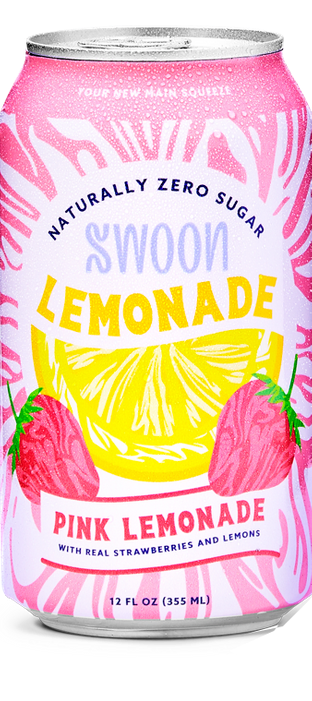 YOUR NEW MAIN SQUEEZE
NATURALLY ZERO SUGAR
SWOON
LEMONADE
PINK LEMONADE
WITH REAL STRAWBERRIES AND LEMONS
12 FL OZ (355 ML)